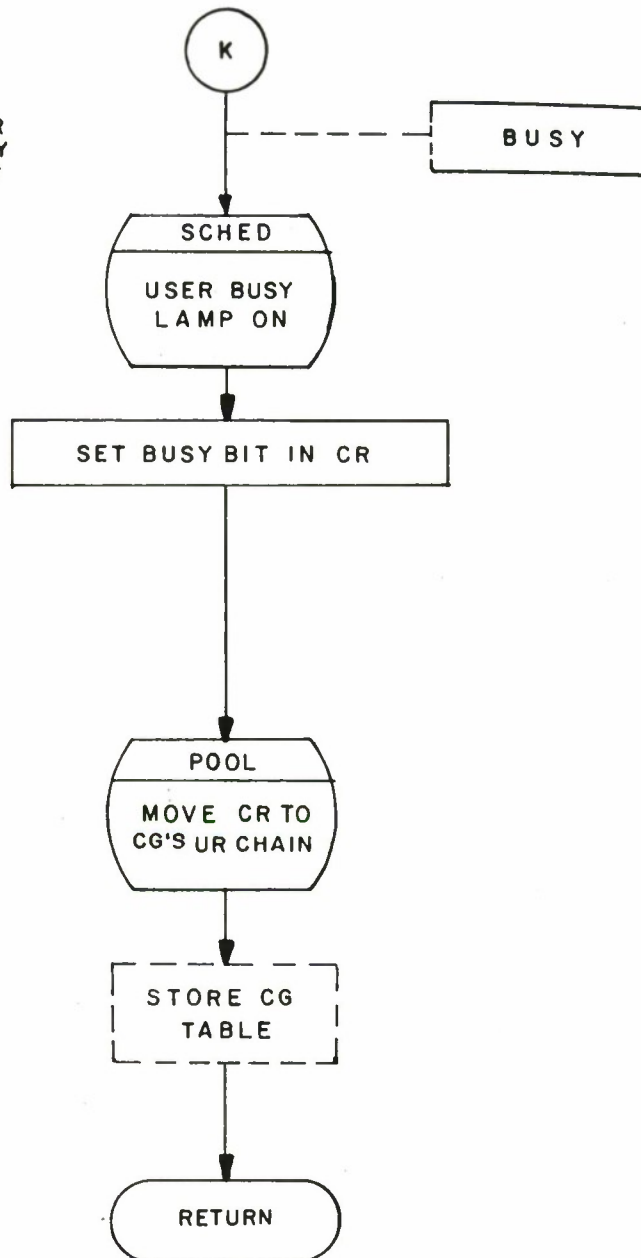 K
BUSY
SCHED
USER BUSY
LAMP ON
SET BUSY BIT IN CR
POOL
MOVE CR TO
CG'S UR CHAIN
STORE CG
TABLE
RETURN